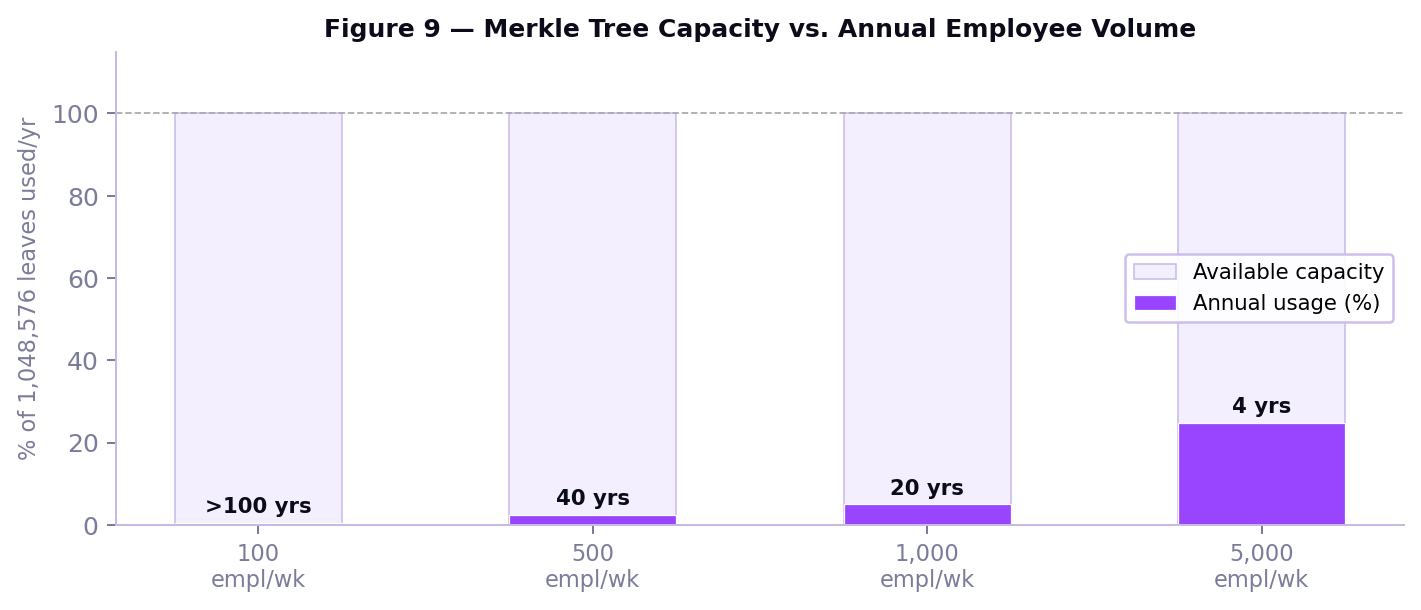 Figure 9 — Merkle Tree Capacity vs. Annual Employee Volume
% of 1,048,576 leaves used/yr
100
80
60
40
20
0
Available capacity
Annual usage (%)
>100 yrs
40 yrs
20 yrs
4 yrs
100
empl/wk
500
empl/wk
1,000
empl/wk
5,000
empl/wk